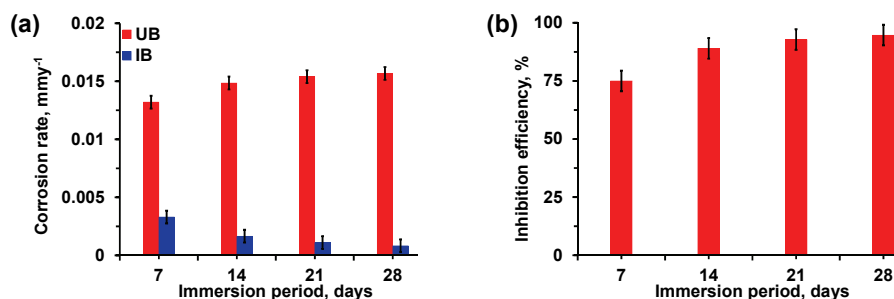 (a)
Corrosion rate, mmy-1
0.02
0.015
0.01
0.005
0
UB
IB
7 14 21 28
Immersion period, days
(b)
Inhibition efficiency, %
100
75
50
25
0
7 14 21 28
Immersion period, days